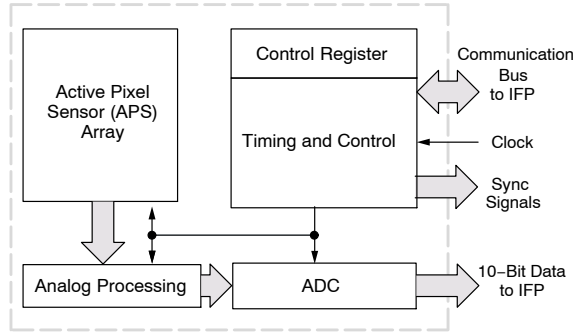 Active Pixel
Sensor (APS)
Array
Control Register
Timing and Control
Communication
Bus
to IFP
Clock
Sync
Signals
Analog Processing
ADC
10−Bit Data
to IFP